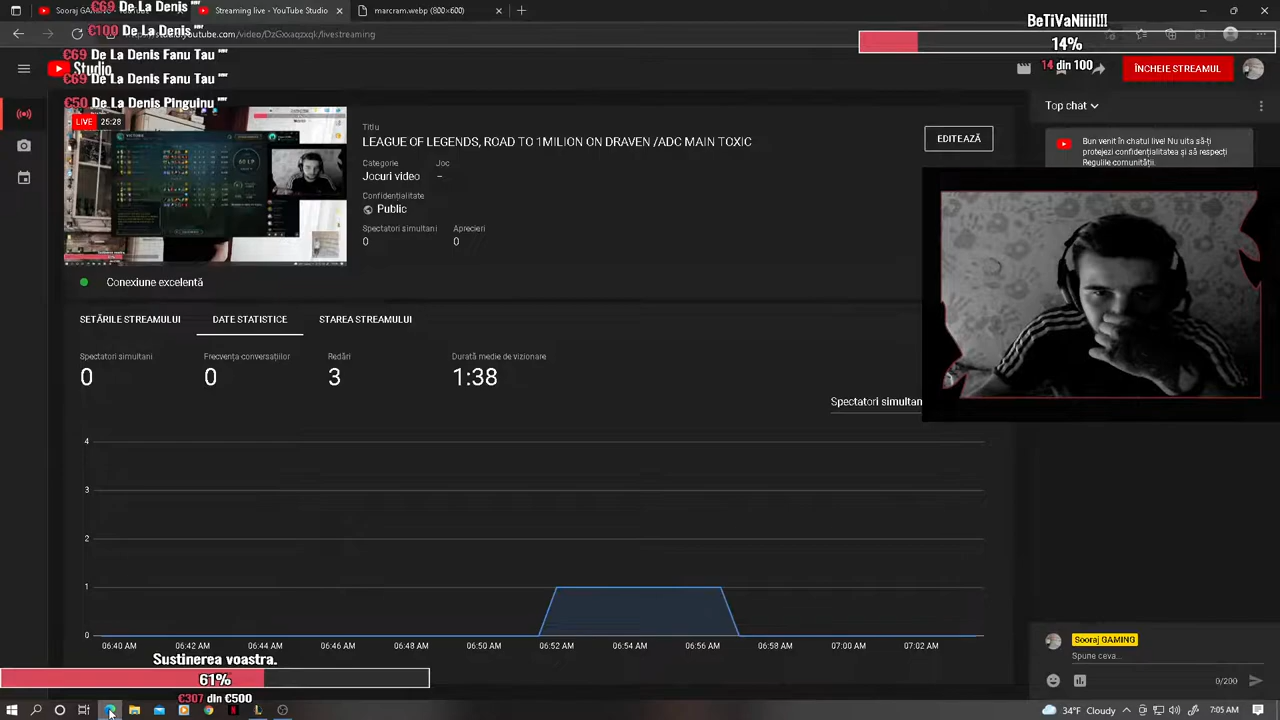 €69 De La Denis ""
€100 De La Denis ""
€69 De La Denis Fanu Tau ""
€69 De La Denis Fanu Tau ""
€50 De La Denis Pinguinu ""
Sooraj GAMING
Streaming live - YouTube Studio
marcram.webp (800×600)
BeTiVaNiiii!!!
14%
14 din 100
Studio
ÎNCHEIE STREAMUL
LIVE 25:28
Titlu
LEAGUE OF LEGENDS, ROAD TO 1MILION ON DRAVEN /ADC MAIN TOXIC
EDITEAZĂ
Categorie Joc
Jocuri video –
Confidențialitate
Public
Spectatori simultani Aprecieri
0 0
Top chat
Bun venit în chatul live! Nu uita să-ți
protejezi confidențialitatea și să respecți
Regulile comunității.
Conexiune excelentă
SETĂRILE STREAMULUI DATE STATISTICE STAREA STREAMULUI
Spectatori simultani Frecvența conversațiilor Redări Durată medie de vizionare
0 0 3 1:38
Spectatori simultan
4
3
2
1
0
06:40 AM 06:42 AM 06:44 AM 06:46 AM 06:48 AM 06:50 AM 06:52 AM 06:54 AM 06:56 AM 06:58 AM 07:00 AM 07:02 AM
Sustinerea voastra.
61%
€307 din €500
Sooraj GAMING
Spune ceva...
0/200
34°F Cloudy
7:05 AM